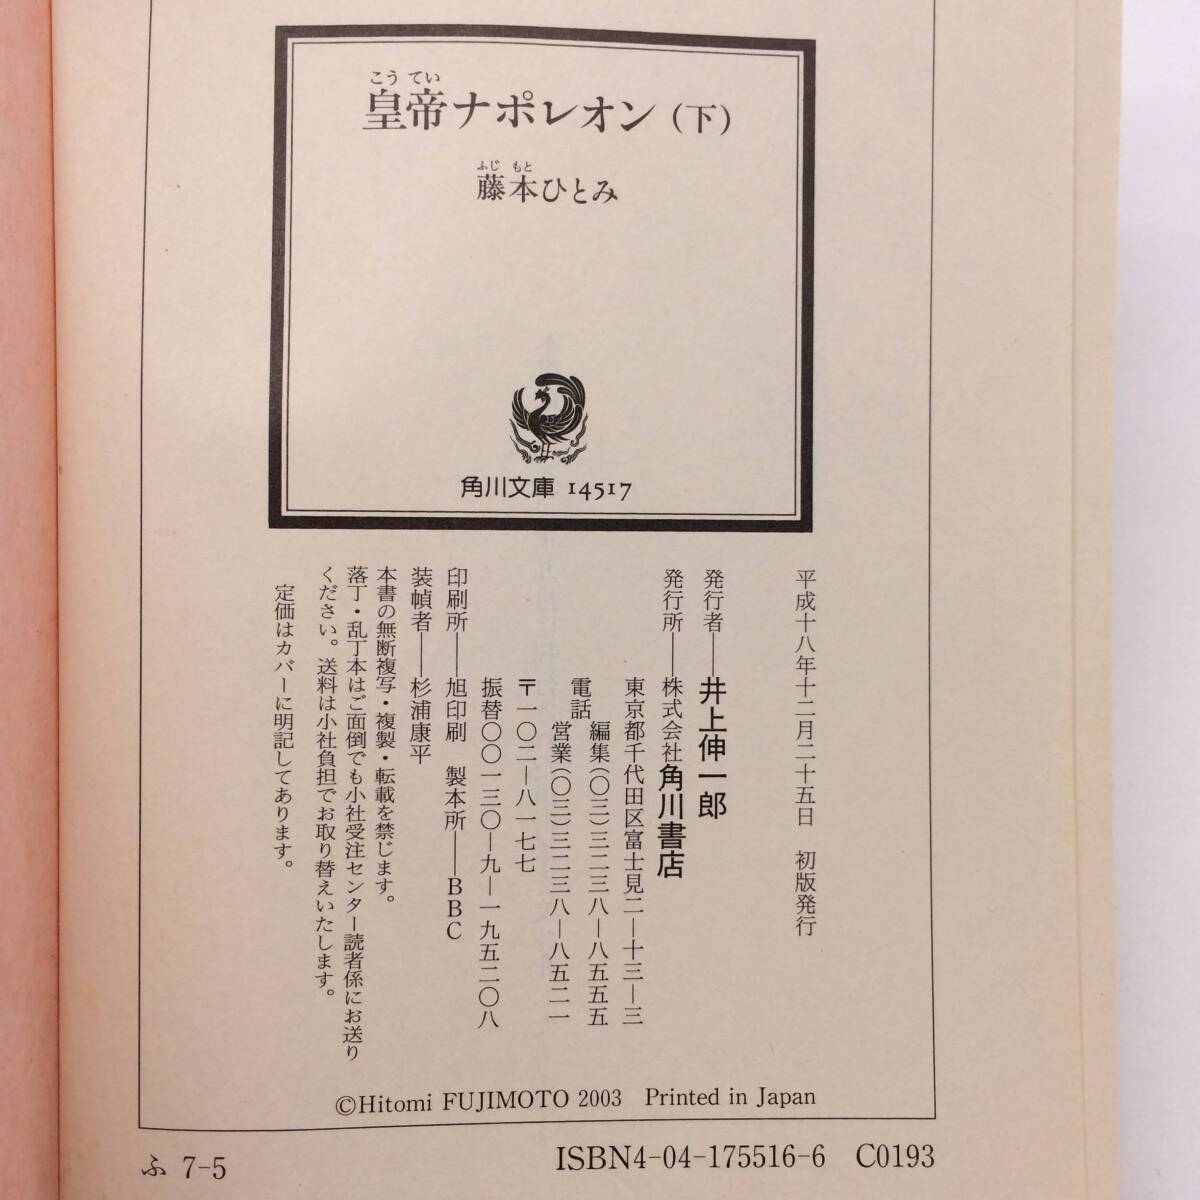 こうてい
皇帝ナポレオン（下）
ふじもと
藤本ひとみ
角川文庫 14517
平成十八年十二月二十五日　初版発行
発行者――井上伸一郎
発行所――株式会社角川書店
東京都千代田区富士見二―十三―三
電話　編集（〇三）三二三八―八五五五
営業（〇三）三二三八―八五二一
〒一〇二―八一七七
振替〇〇一三〇―九―一九五二〇八
印刷所――旭印刷　製本所――BBC
装幀者――杉浦康平
本書の無断複写・複製・転載を禁じます。
落丁・乱丁本はご面倒でも小社受注センター読者係にお送り
ください。送料は小社負担でお取り替えいたします。
定価はカバーに明記してあります。
©Hitomi FUJIMOTO 2003　Printed in Japan
ふ 7-5
ISBN4-04-175516-6　C0193